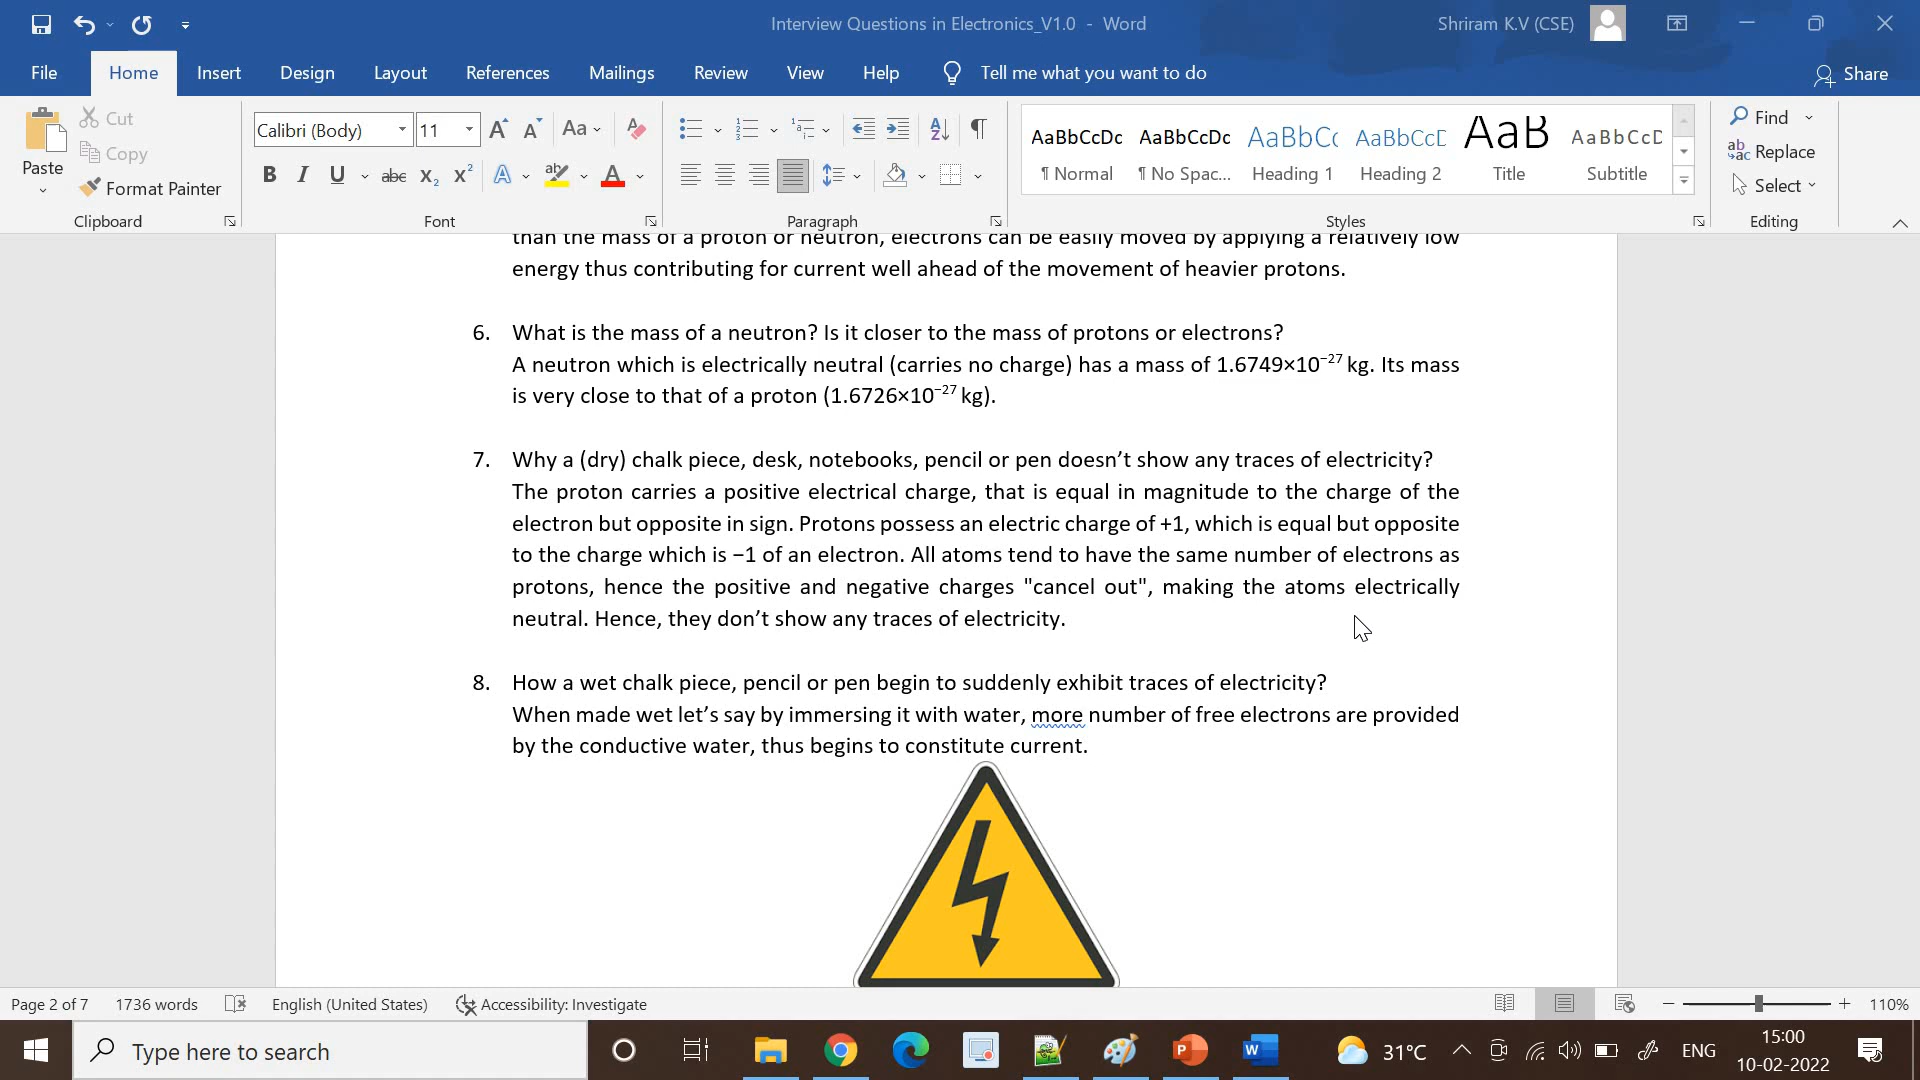 Interview Questions in Electronics_V1.0 - Word
Shriram K.V (CSE)
File Home Insert Design Layout References Mailings Review View Help Tell me what you want to do Share
Paste
Cut
Copy
Format Painter
Clipboard
Calibri (Body) 11
Font
Paragraph
AaBbCcDc AaBbCcDc AaBbCc AaBbCcD AaB AaBbCcD
¶ Normal ¶ No Spac... Heading 1 Heading 2 Title Subtitle
Styles
Find
Replace
Select
Editing
than the mass of a proton or neutron, electrons can be easily moved by applying a relatively low
energy thus contributing for current well ahead of the movement of heavier protons.
6. What is the mass of a neutron? Is it closer to the mass of protons or electrons?
A neutron which is electrically neutral (carries no charge) has a mass of 1.6749×10⁻²⁷ kg. Its mass
is very close to that of a proton (1.6726×10⁻²⁷ kg).
7. Why a (dry) chalk piece, desk, notebooks, pencil or pen doesn’t show any traces of electricity?
The proton carries a positive electrical charge, that is equal in magnitude to the charge of the
electron but opposite in sign. Protons possess an electric charge of +1, which is equal but opposite
to the charge which is −1 of an electron. All atoms tend to have the same number of electrons as
protons, hence the positive and negative charges "cancel out", making the atoms electrically
neutral. Hence, they don’t show any traces of electricity.
8. How a wet chalk piece, pencil or pen begin to suddenly exhibit traces of electricity?
When made wet let’s say by immersing it with water, more number of free electrons are provided
by the conductive water, thus begins to constitute current.
Page 2 of 7 1736 words English (United States) Accessibility: Investigate 110%
Type here to search
31°C
ENG
15:00
10-02-2022